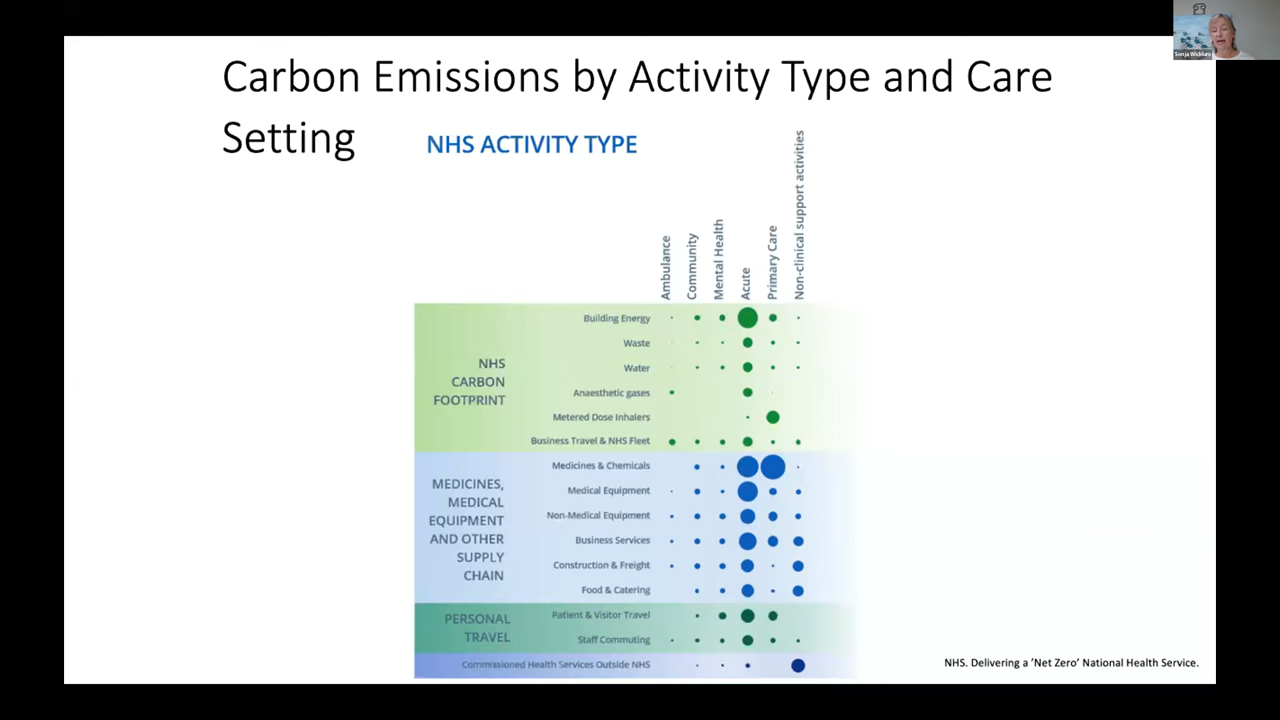 Sonja Wicklum
Carbon Emissions by Activity Type and Care
Setting
NHS ACTIVITY TYPE
Ambulance
Community
Mental Health
Acute
Primary Care
Non-clinical support activities
NHS
CARBON
FOOTPRINT
Building Energy
Waste
Water
Anaesthetic gases
Metered Dose Inhalers
Business Travel & NHS Fleet
MEDICINES,
MEDICAL
EQUIPMENT
AND OTHER
SUPPLY
CHAIN
Medicines & Chemicals
Medical Equipment
Non-Medical Equipment
Business Services
Construction & Freight
Food & Catering
PERSONAL
TRAVEL
Patient & Visitor Travel
Staff Commuting
Commissioned Health Services Outside NHS
NHS. Delivering a ‘Net Zero’ National Health Service.